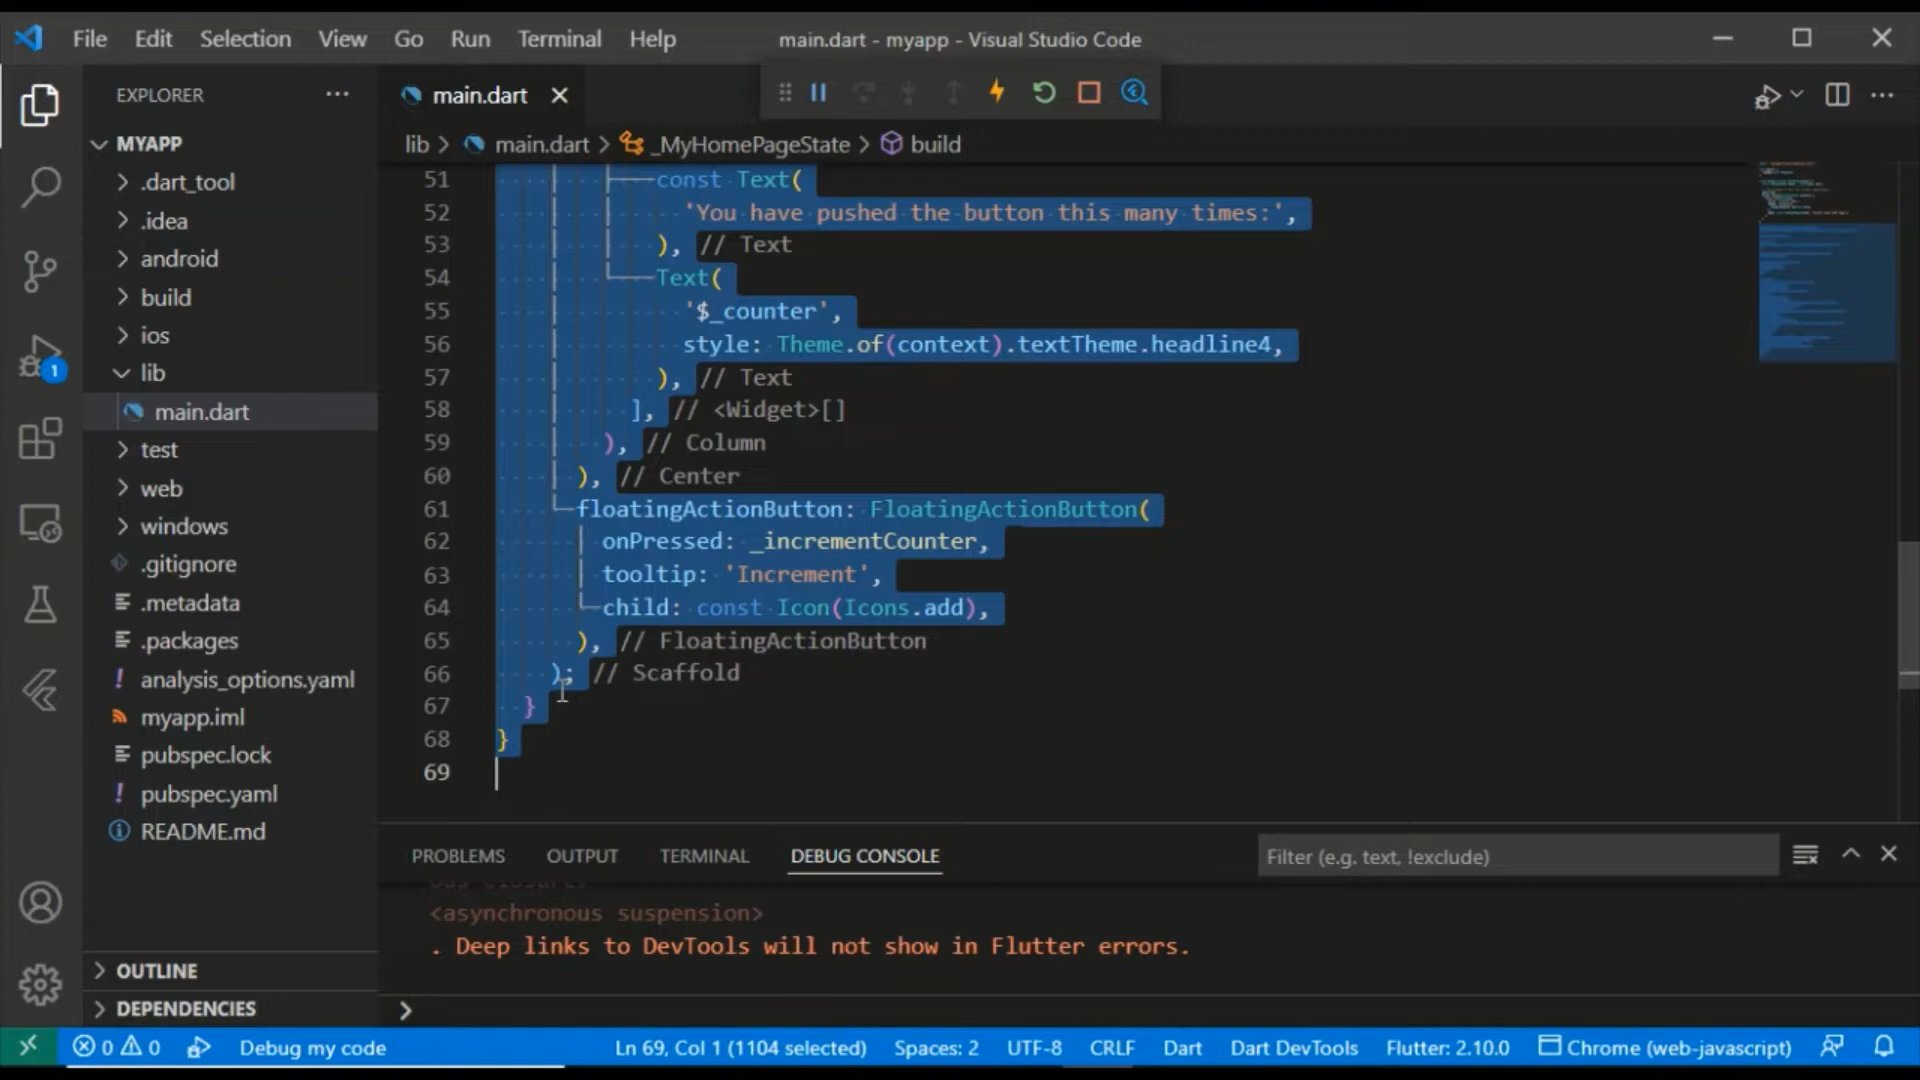 File Edit Selection View Go Run Terminal Help
main.dart - myapp - Visual Studio Code
EXPLORER
main.dart
lib > main.dart > _MyHomePageState > build
MYAPP
.dart_tool
.idea
android
build
ios
lib
main.dart
test
web
windows
.gitignore
.metadata
.packages
analysis_options.yaml
myapp.iml
pubspec.lock
pubspec.yaml
README.md
OUTLINE
DEPENDENCIES
1
51 const Text(
52 'You have pushed the button this many times:',
53 ), // Text
54 Text(
55 '$_counter',
56 style: Theme.of(context).textTheme.headline4,
57 ), // Text
58 ], // <Widget>[]
59 ), // Column
60 ), // Center
61 floatingActionButton: FloatingActionButton(
62 onPressed: _incrementCounter,
63 tooltip: 'Increment',
64 child: const Icon(Icons.add),
65 ), // FloatingActionButton
66 ); // Scaffold
67 }
68 }
69
PROBLEMS OUTPUT TERMINAL DEBUG CONSOLE
Filter (e.g. text, !exclude)
<asynchronous suspension>
. Deep links to DevTools will not show in Flutter errors.
0 0 Debug my code Ln 69, Col 1 (1104 selected) Spaces: 2 UTF-8 CRLF Dart Dart DevTools Flutter: 2.10.0 Chrome (web-javascript)